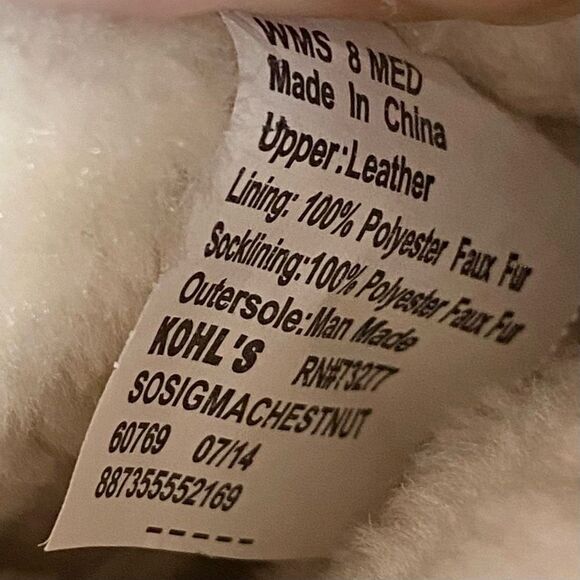 WMS 8 MED
Made In China
Upper:Leather
Lining: 100% Polyester Faux Fur
Socklining:100% Polyester Faux Fur
Outersole:Man Made
KOHL'S RN#73277
SOSIGMACHESTNUT
60769 07/14
887355552169
-----